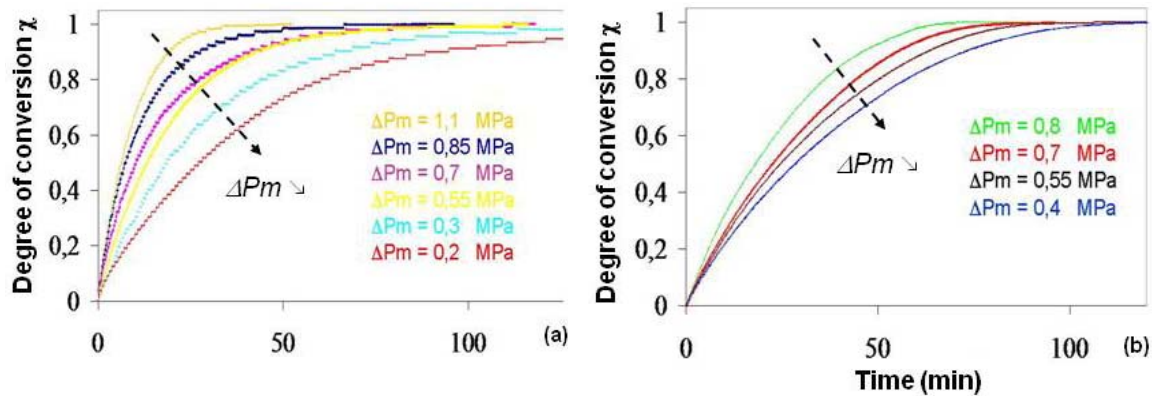 Degree of conversion χ
1
0,8
0,6
0,4
0,2
0
ΔPm = 1,1 MPa
ΔPm = 0,85 MPa
ΔPm = 0,7 MPa
ΔPm = 0,55 MPa
ΔPm = 0,3 MPa
ΔPm = 0,2 MPa
ΔPm ↘
0 50 100
(a)
Degree of conversion χ
1
0,8
0,6
0,4
0,2
0
ΔPm = 0,8 MPa
ΔPm = 0,7 MPa
ΔPm = 0,55 MPa
ΔPm = 0,4 MPa
ΔPm ↘
0 50 100
(b)
Time (min)